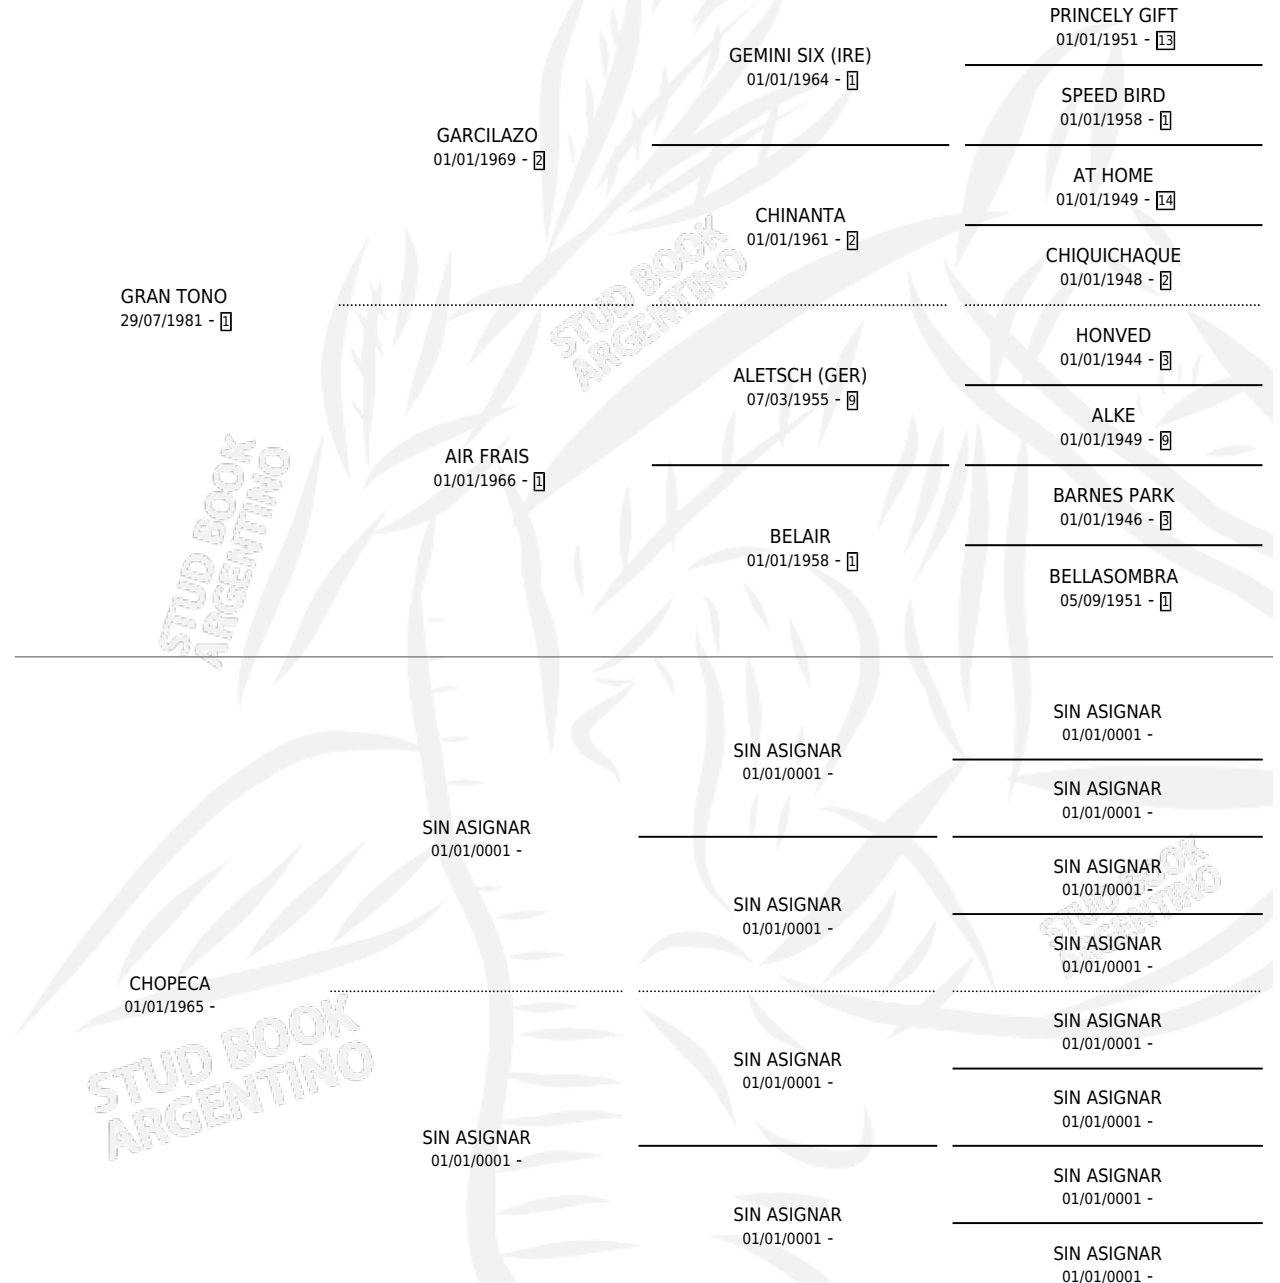 PRINCELY GIFT
01/01/1951 - 13
GEMINI SIX (IRE)
01/01/1964 - 1
SPEED BIRD
01/01/1958 - 1
GARCILAZO
01/01/1969 - 2
AT HOME
01/01/1949 - 14
CHINANTA
01/01/1961 - 2
CHIQUICHAQUE
01/01/1948 - 2
GRAN TONO
29/07/1981 - 1
STUD BOOK
ARGENTINO
HONVED
01/01/1944 - 3
ALETSCH (GER)
07/03/1955 - 9
ALKE
01/01/1949 - 9
AIR FRAIS
01/01/1966 - 1
BARNES PARK
01/01/1946 - 3
BELAIR
01/01/1958 - 1
BELLASOMBRA
05/09/1951 - 1
STUD BOOK
ARGENTINO
SIN ASIGNAR
01/01/0001 -
SIN ASIGNAR
01/01/0001 -
SIN ASIGNAR
01/01/0001 -
SIN ASIGNAR
01/01/0001 -
SIN ASIGNAR
01/01/0001 -
SIN ASIGNAR
01/01/0001 -
SIN ASIGNAR
01/01/0001 -
STUD BOOK
ARGENTINO
CHOPECA
01/01/1965 -
STUD BOOK
ARGENTINO
SIN ASIGNAR
01/01/0001 -
SIN ASIGNAR
01/01/0001 -
SIN ASIGNAR
01/01/0001 -
SIN ASIGNAR
01/01/0001 -
SIN ASIGNAR
01/01/0001 -
SIN ASIGNAR
01/01/0001 -
SIN ASIGNAR
01/01/0001 -